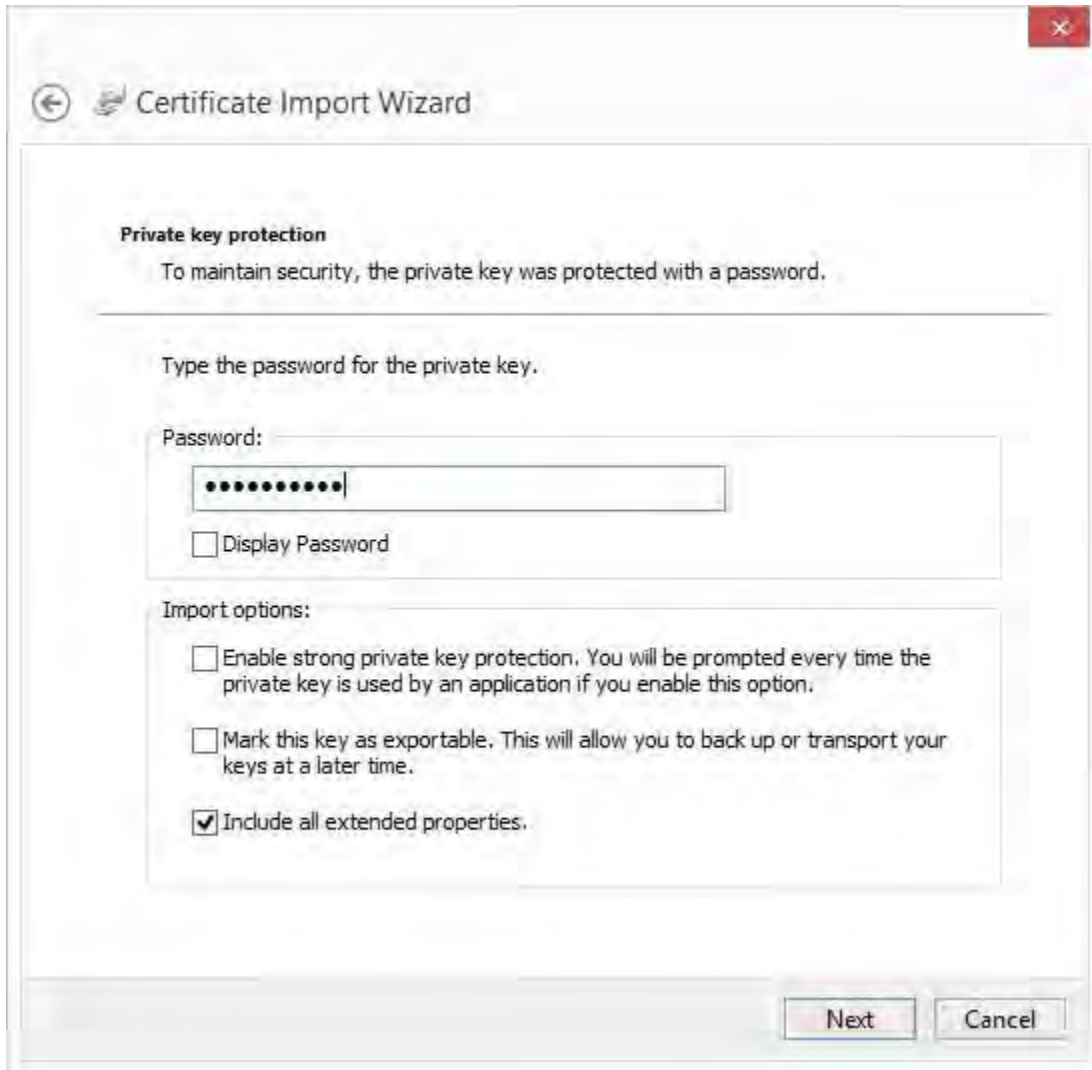 Certificate Import Wizard
Private key protection
To maintain security, the private key was protected with a password.
Type the password for the private key.
Password:
••••••••••
Display Password
Import options:
Enable strong private key protection. You will be prompted every time the
private key is used by an application if you enable this option.
Mark this key as exportable. This will allow you to back up or transport your
keys at a later time.
Include all extended properties.
Next
Cancel